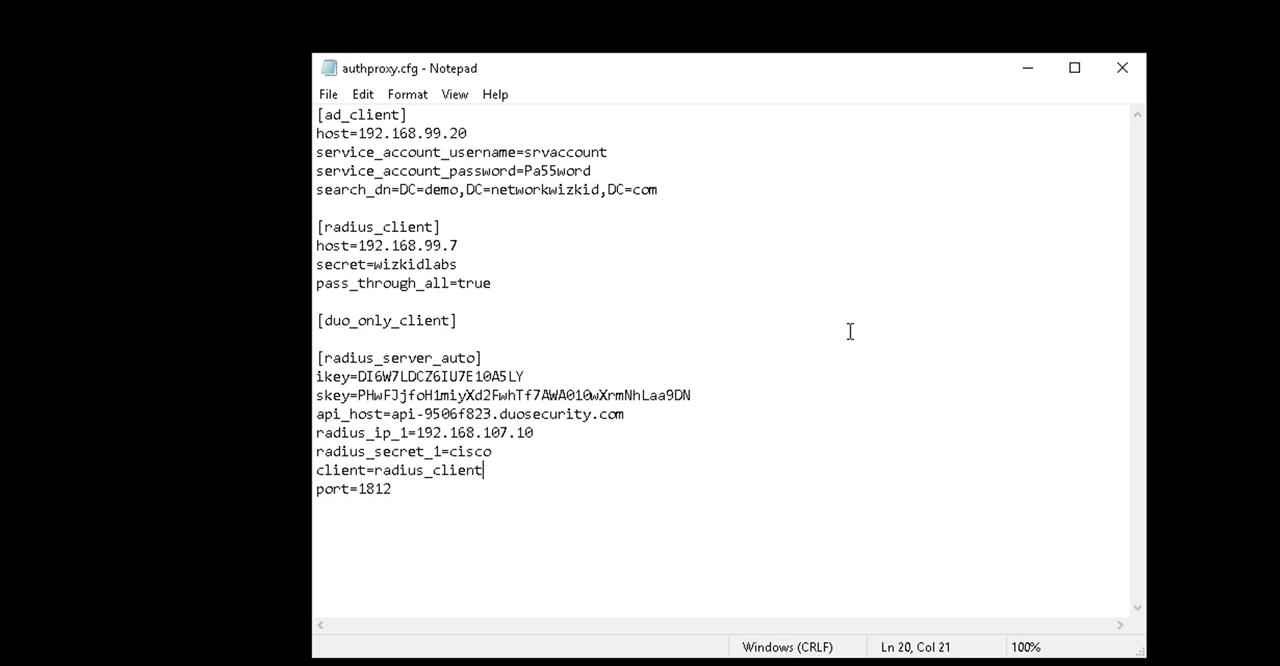 authproxy.cfg - Notepad
File Edit Format View Help
[ad_client]
host=192.168.99.20
service_account_username=srvaccount
service_account_password=Pa55word
search_dn=DC=demo,DC=networkwizkid,DC=com
[radius_client]
host=192.168.99.7
secret=wizkidlabs
pass_through_all=true
[duo_only_client]
[radius_server_auto]
ikey=DI6W7LDCZ6IU7E10A5LY
skey=PHwFJjfoH1miyXd2FwhTf7AWA010wXrmNhLaa9DN
api_host=api-9506f823.duosecurity.com
radius_ip_1=192.168.107.10
radius_secret_1=cisco
client=radius_client
port=1812
Windows (CRLF) Ln 20, Col 21 100%